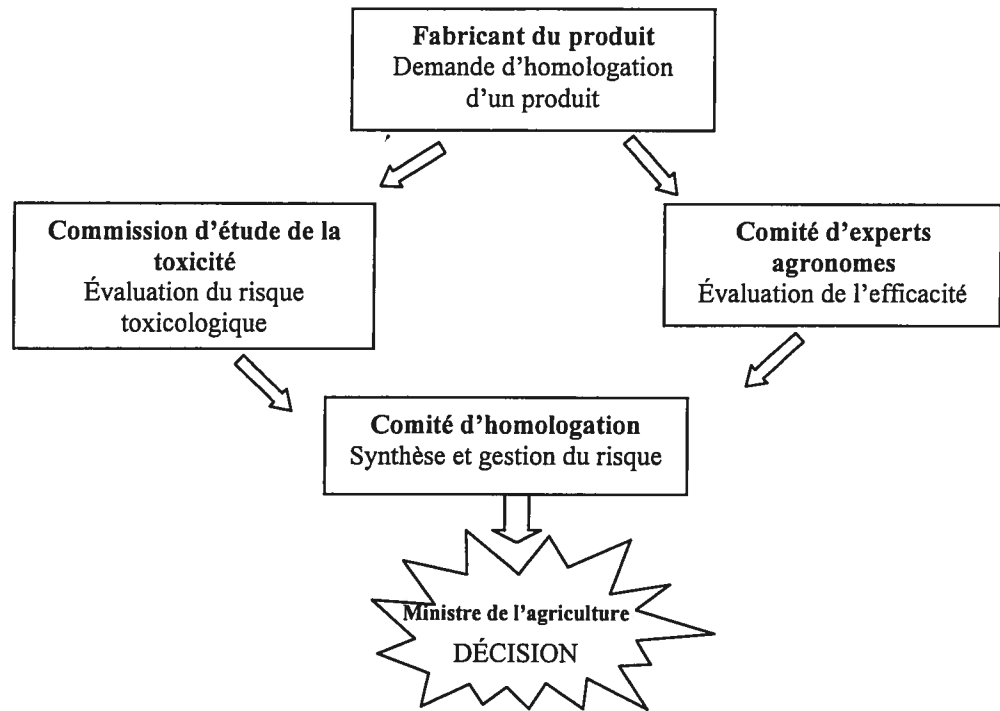 Fabricant du produit
Demande d'homologation
d'un produit
Commission d'étude de la
toxicité
Évaluation du risque
toxicologique
Comité d'experts
agronomes
Évaluation de l'efficacité
Comité d'homologation
Synthèse et gestion du risque
Ministre de l'agriculture
DÉCISION